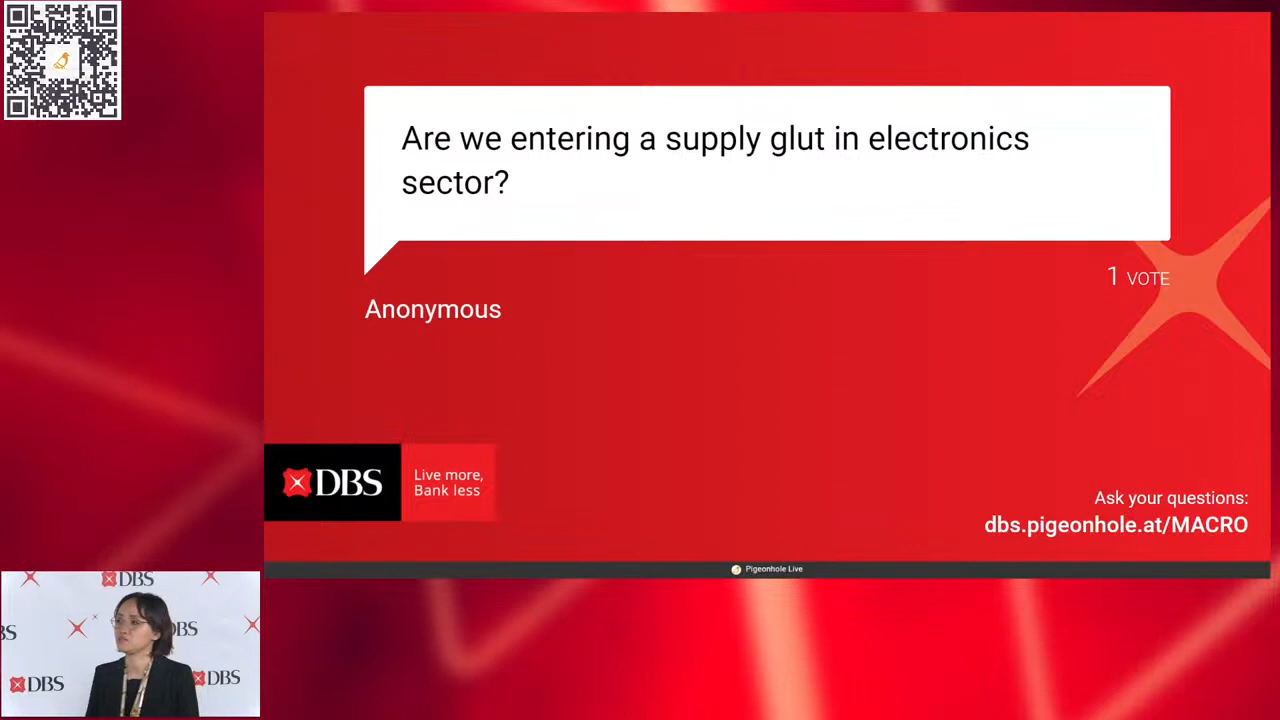 Are we entering a supply glut in electronics
sector?
1 VOTE
Anonymous
DBS
Live more,
Bank less
Ask your questions:
dbs.pigeonhole.at/MACRO
Pigeonhole Live
DBS
DBS
DBS
DBS